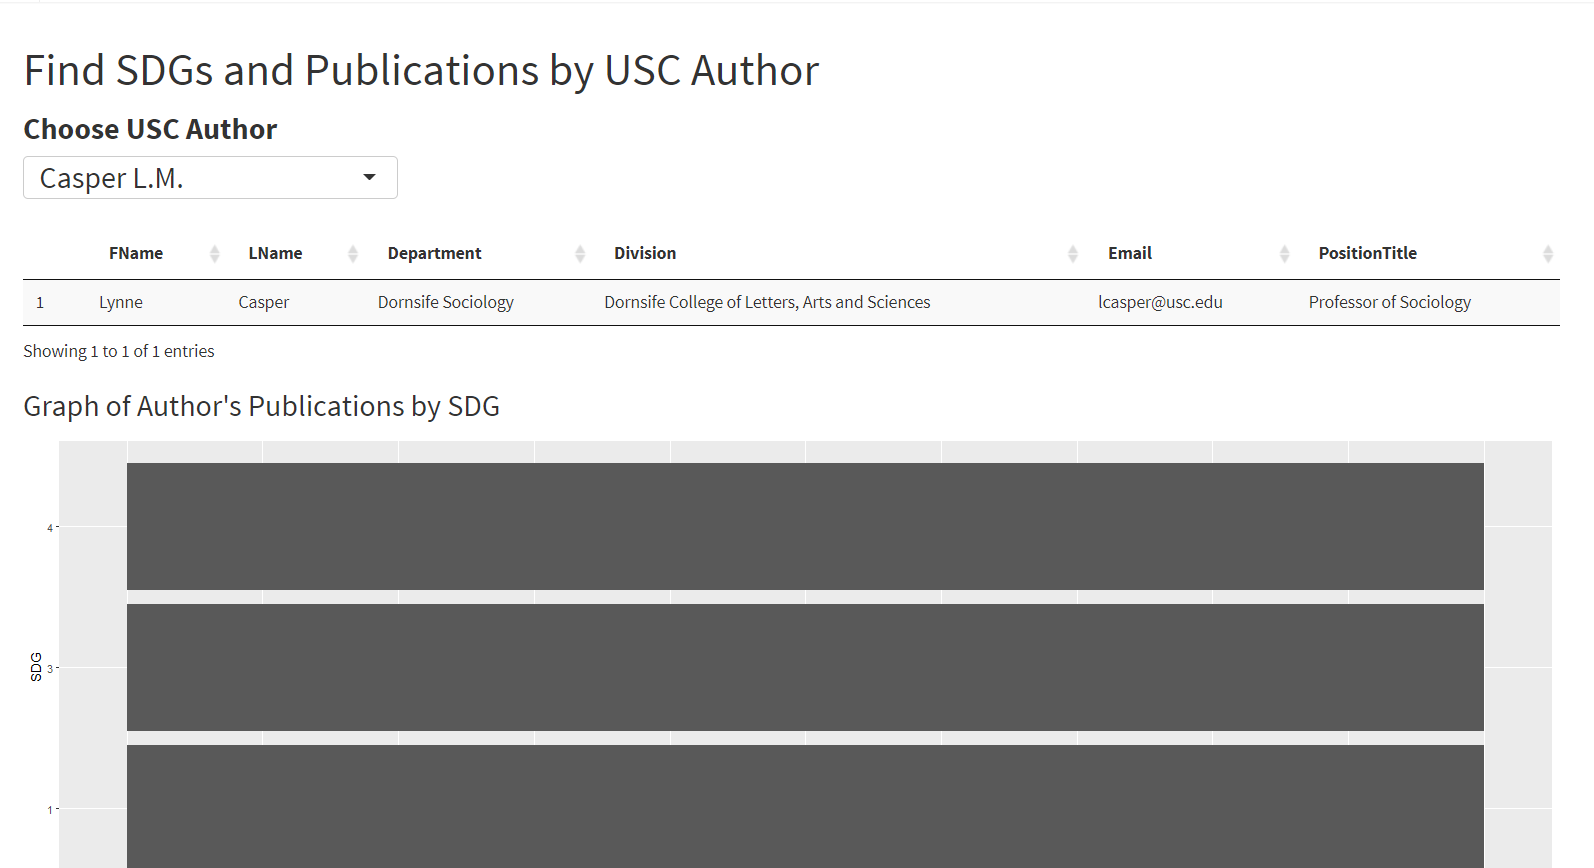 Find SDGs and Publications by USC Author
Choose USC Author
Casper L.M.
FName LName Department Division Email PositionTitle
1 Lynne Casper Dornsife Sociology Dornsife College of Letters, Arts and Sciences lcasper@usc.edu Professor of Sociology
Showing 1 to 1 of 1 entries
Graph of Author's Publications by SDG
4
SDG
3
1